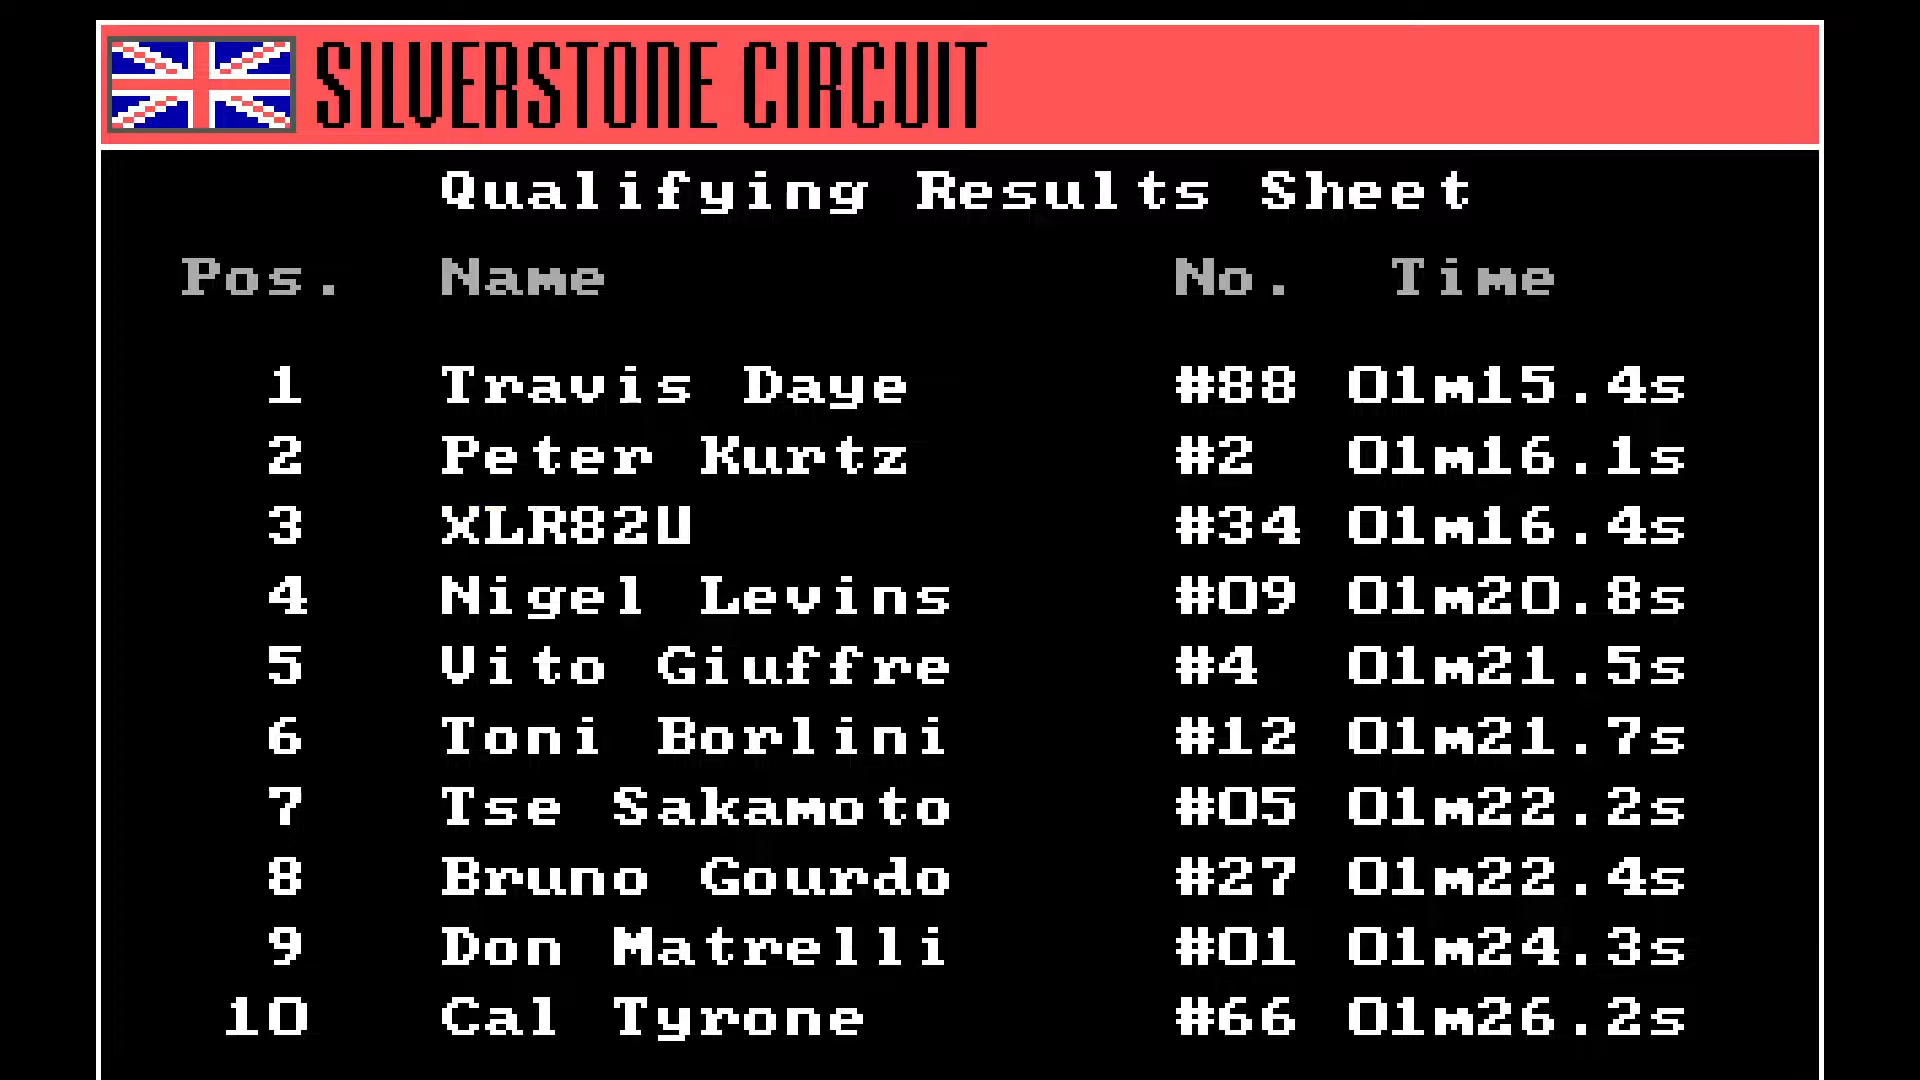 SILVERSTONE CIRCUIT
Qualifying Results Sheet
Pos. Name No. Time
1 Travis Daye #88 01m15.4s
2 Peter Kurtz #2 01m16.1s
3 XLR82U #34 01m16.4s
4 Nigel Levins #09 01m20.8s
5 Vito Giuffre #4 01m21.5s
6 Toni Borlini #12 01m21.7s
7 Tse Sakamoto #05 01m22.2s
8 Bruno Gourdo #27 01m22.4s
9 Don Matrelli #01 01m24.3s
10 Cal Tyrone #66 01m26.2s